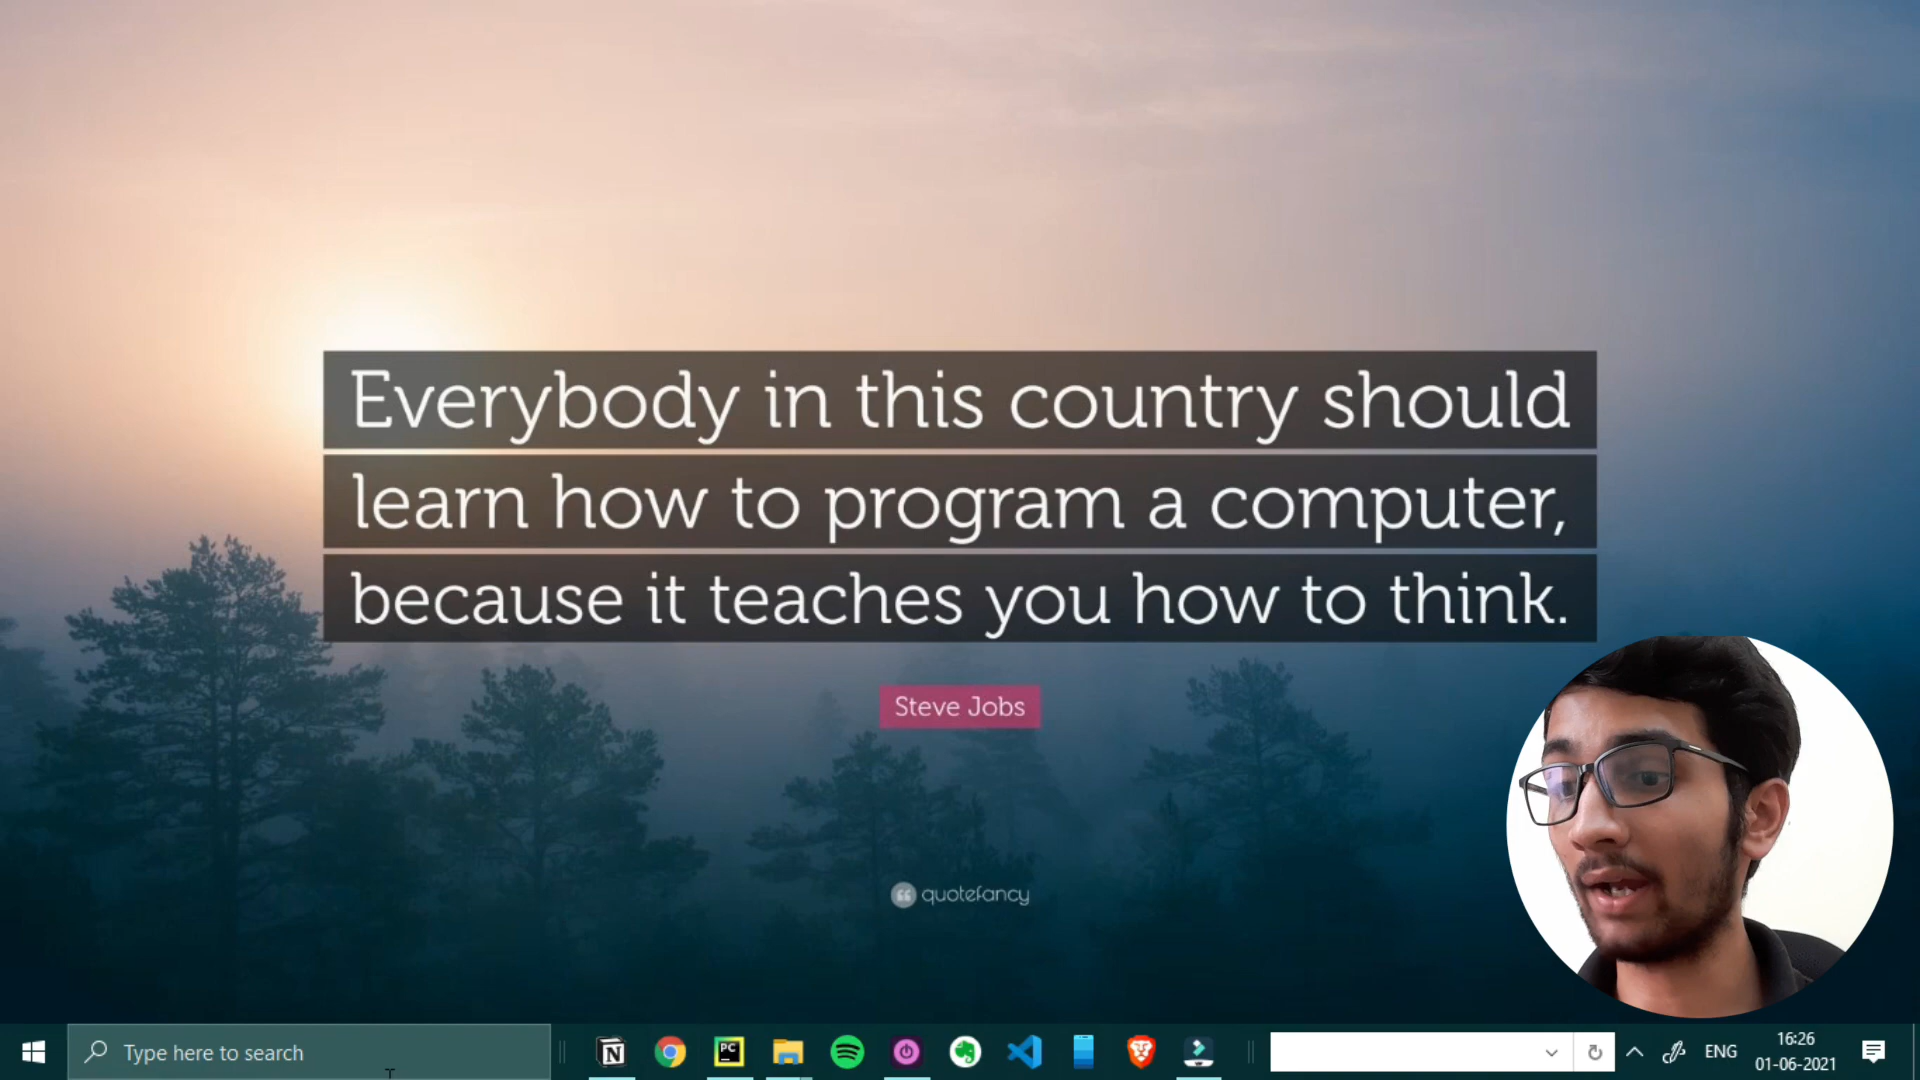 Everybody in this country should
learn how to program a computer,
because it teaches you how to think.
Steve Jobs
quotefancy
Type here to search
N
PC
ENG
16:26
01-06-2021